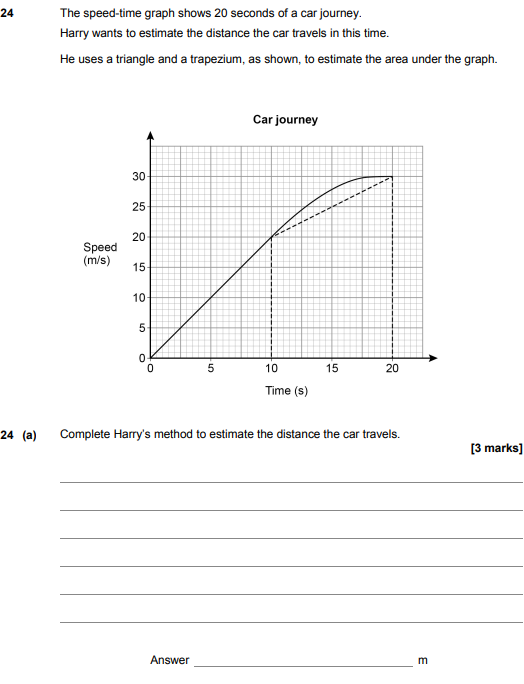 24 The speed-time graph shows 20 seconds of a car journey.
Harry wants to estimate the distance the car travels in this time.
He uses a triangle and a trapezium, as shown, to estimate the area under the graph.
Car journey
30
25
20
Speed
(m/s)
15
10
5
0
0 5 10 15 20
Time (s)
24 (a) Complete Harry's method to estimate the distance the car travels.
[3 marks]
Answer m